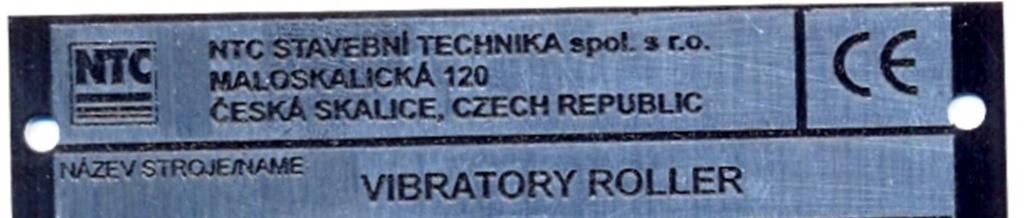 NTC
NTC STAVEBNÍ TECHNIKA spol. s r.o.
MALOSKALICKÁ 120
ČESKÁ SKALICE, CZECH REPUBLIC
CE
NÁZEV STROJE/NAME
VIBRATORY ROLLER